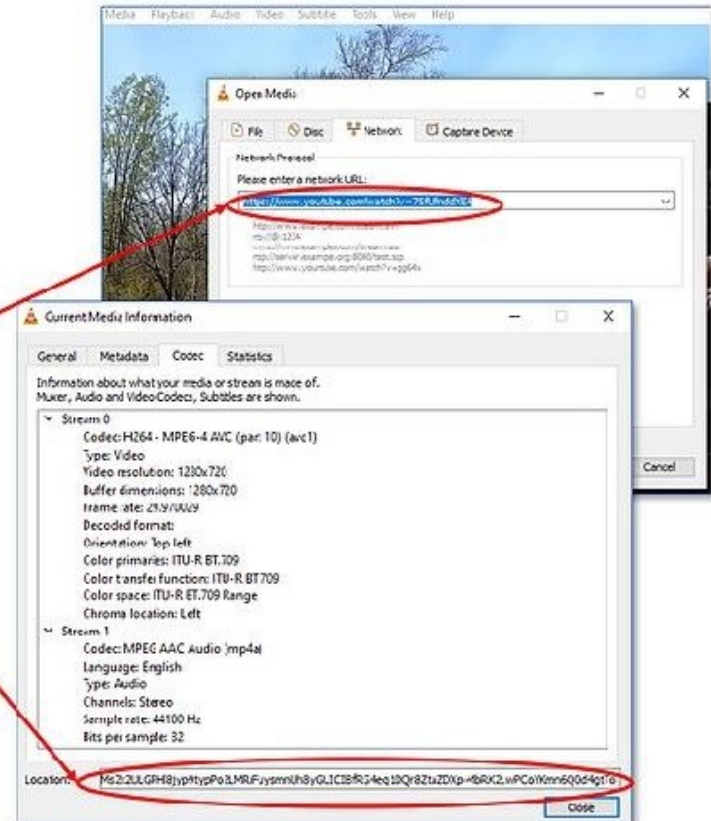 Media Playback Audio Video Subtitle Tools View Help
Open Media
File Disc Network Capture Device
Network Protocol
Please enter a network URL:
Cancel
Current Media Information
General Metadata Codec Statistics
Information about what your media or stream is made of.
Muxer, Audio and Video Codecs, Subtitles are shown.
Stream 0
Codec: H264 - MPEG-4 AVC (part 10) (avc1)
Type: Video
Video resolution: 1280x720
Buffer dimensions: 1280x720
Frame rate: 29.970029
Decoded format:
Orientation: Top left
Color primaries: ITU-R BT.709
Color transfer function: ITU-R BT.709
Color space: ITU-R BT.709 Range
Chroma location: Left
Stream 1
Codec: MPEG AAC Audio (mp4a)
Language: English
Type: Audio
Channels: Stereo
Sample rate: 44100 Hz
Bits per sample: 32
Location:
Close